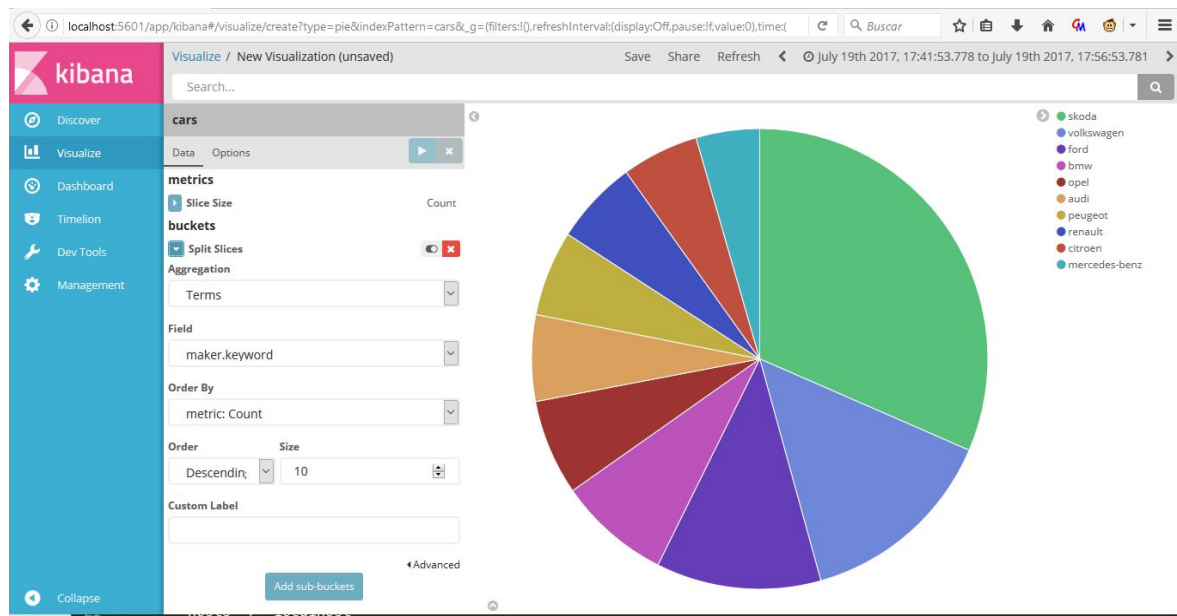 localhost:5601/app/kibana#/visualize/create?type=pie&indexPattern=cars&_g=(filters:!(),refreshInterval:(display:Off,pause:!f,value:0),time:(
Buscar
kibana
Visualize / New Visualization (unsaved)
Save Share Refresh July 19th 2017, 17:41:53.778 to July 19th 2017, 17:56:53.781
Search...
Discover
Visualize
Dashboard
Timelion
Dev Tools
Management
Collapse
cars
Data Options
metrics
Slice Size Count
buckets
Split Slices
Aggregation
Terms
Field
maker.keyword
Order By
metric: Count
Order Size
Descending 10
Custom Label
Advanced
Add sub-buckets
skoda
volkswagen
ford
bmw
opel
audi
peugeot
renault
citroen
mercedes-benz